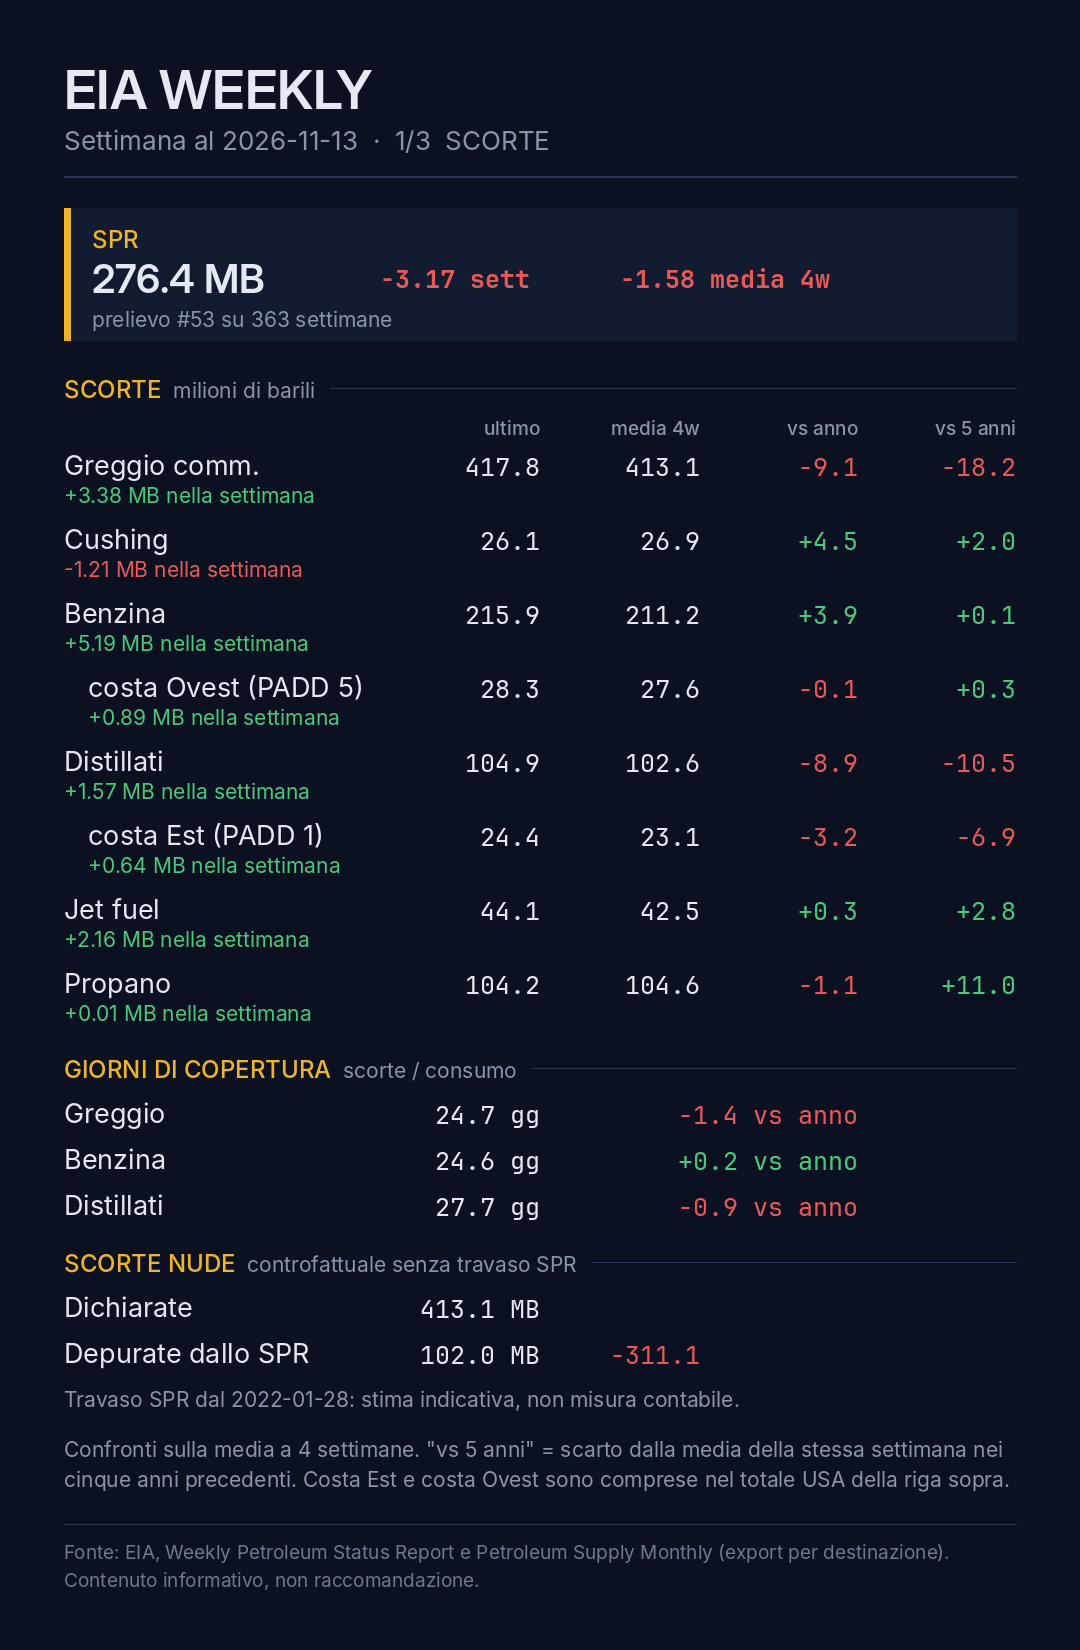 EIA WEEKLY
Settimana al 2026-11-13 · 1/3 SCORTE
SPR
276.4 MB -3.17 sett -1.58 media 4w
prelievo #53 su 363 settimane
SCORTE milioni di barili
ultimo media 4w vs anno vs 5 anni
Greggio comm. 417.8 413.1 -9.1 -18.2
+3.38 MB nella settimana
Cushing 26.1 26.9 +4.5 +2.0
-1.21 MB nella settimana
Benzina 215.9 211.2 +3.9 +0.1
+5.19 MB nella settimana
costa Ovest (PADD 5) 28.3 27.6 -0.1 +0.3
+0.89 MB nella settimana
Distillati 104.9 102.6 -8.9 -10.5
+1.57 MB nella settimana
costa Est (PADD 1) 24.4 23.1 -3.2 -6.9
+0.64 MB nella settimana
Jet fuel 44.1 42.5 +0.3 +2.8
+2.16 MB nella settimana
Propano 104.2 104.6 -1.1 +11.0
+0.01 MB nella settimana
GIORNI DI COPERTURA scorte / consumo
Greggio 24.7 gg -1.4 vs anno
Benzina 24.6 gg +0.2 vs anno
Distillati 27.7 gg -0.9 vs anno
SCORTE NUDE controfattuale senza travaso SPR
Dichiarate 413.1 MB
Depurate dallo SPR 102.0 MB -311.1
Travaso SPR dal 2022-01-28: stima indicativa, non misura contabile.
Confronti sulla media a 4 settimane. "vs 5 anni" = scarto dalla media della stessa settimana nei
cinque anni precedenti. Costa Est e costa Ovest sono comprese nel totale USA della riga sopra.
Fonte: EIA, Weekly Petroleum Status Report e Petroleum Supply Monthly (export per destinazione).
Contenuto informativo, non raccomandazione.